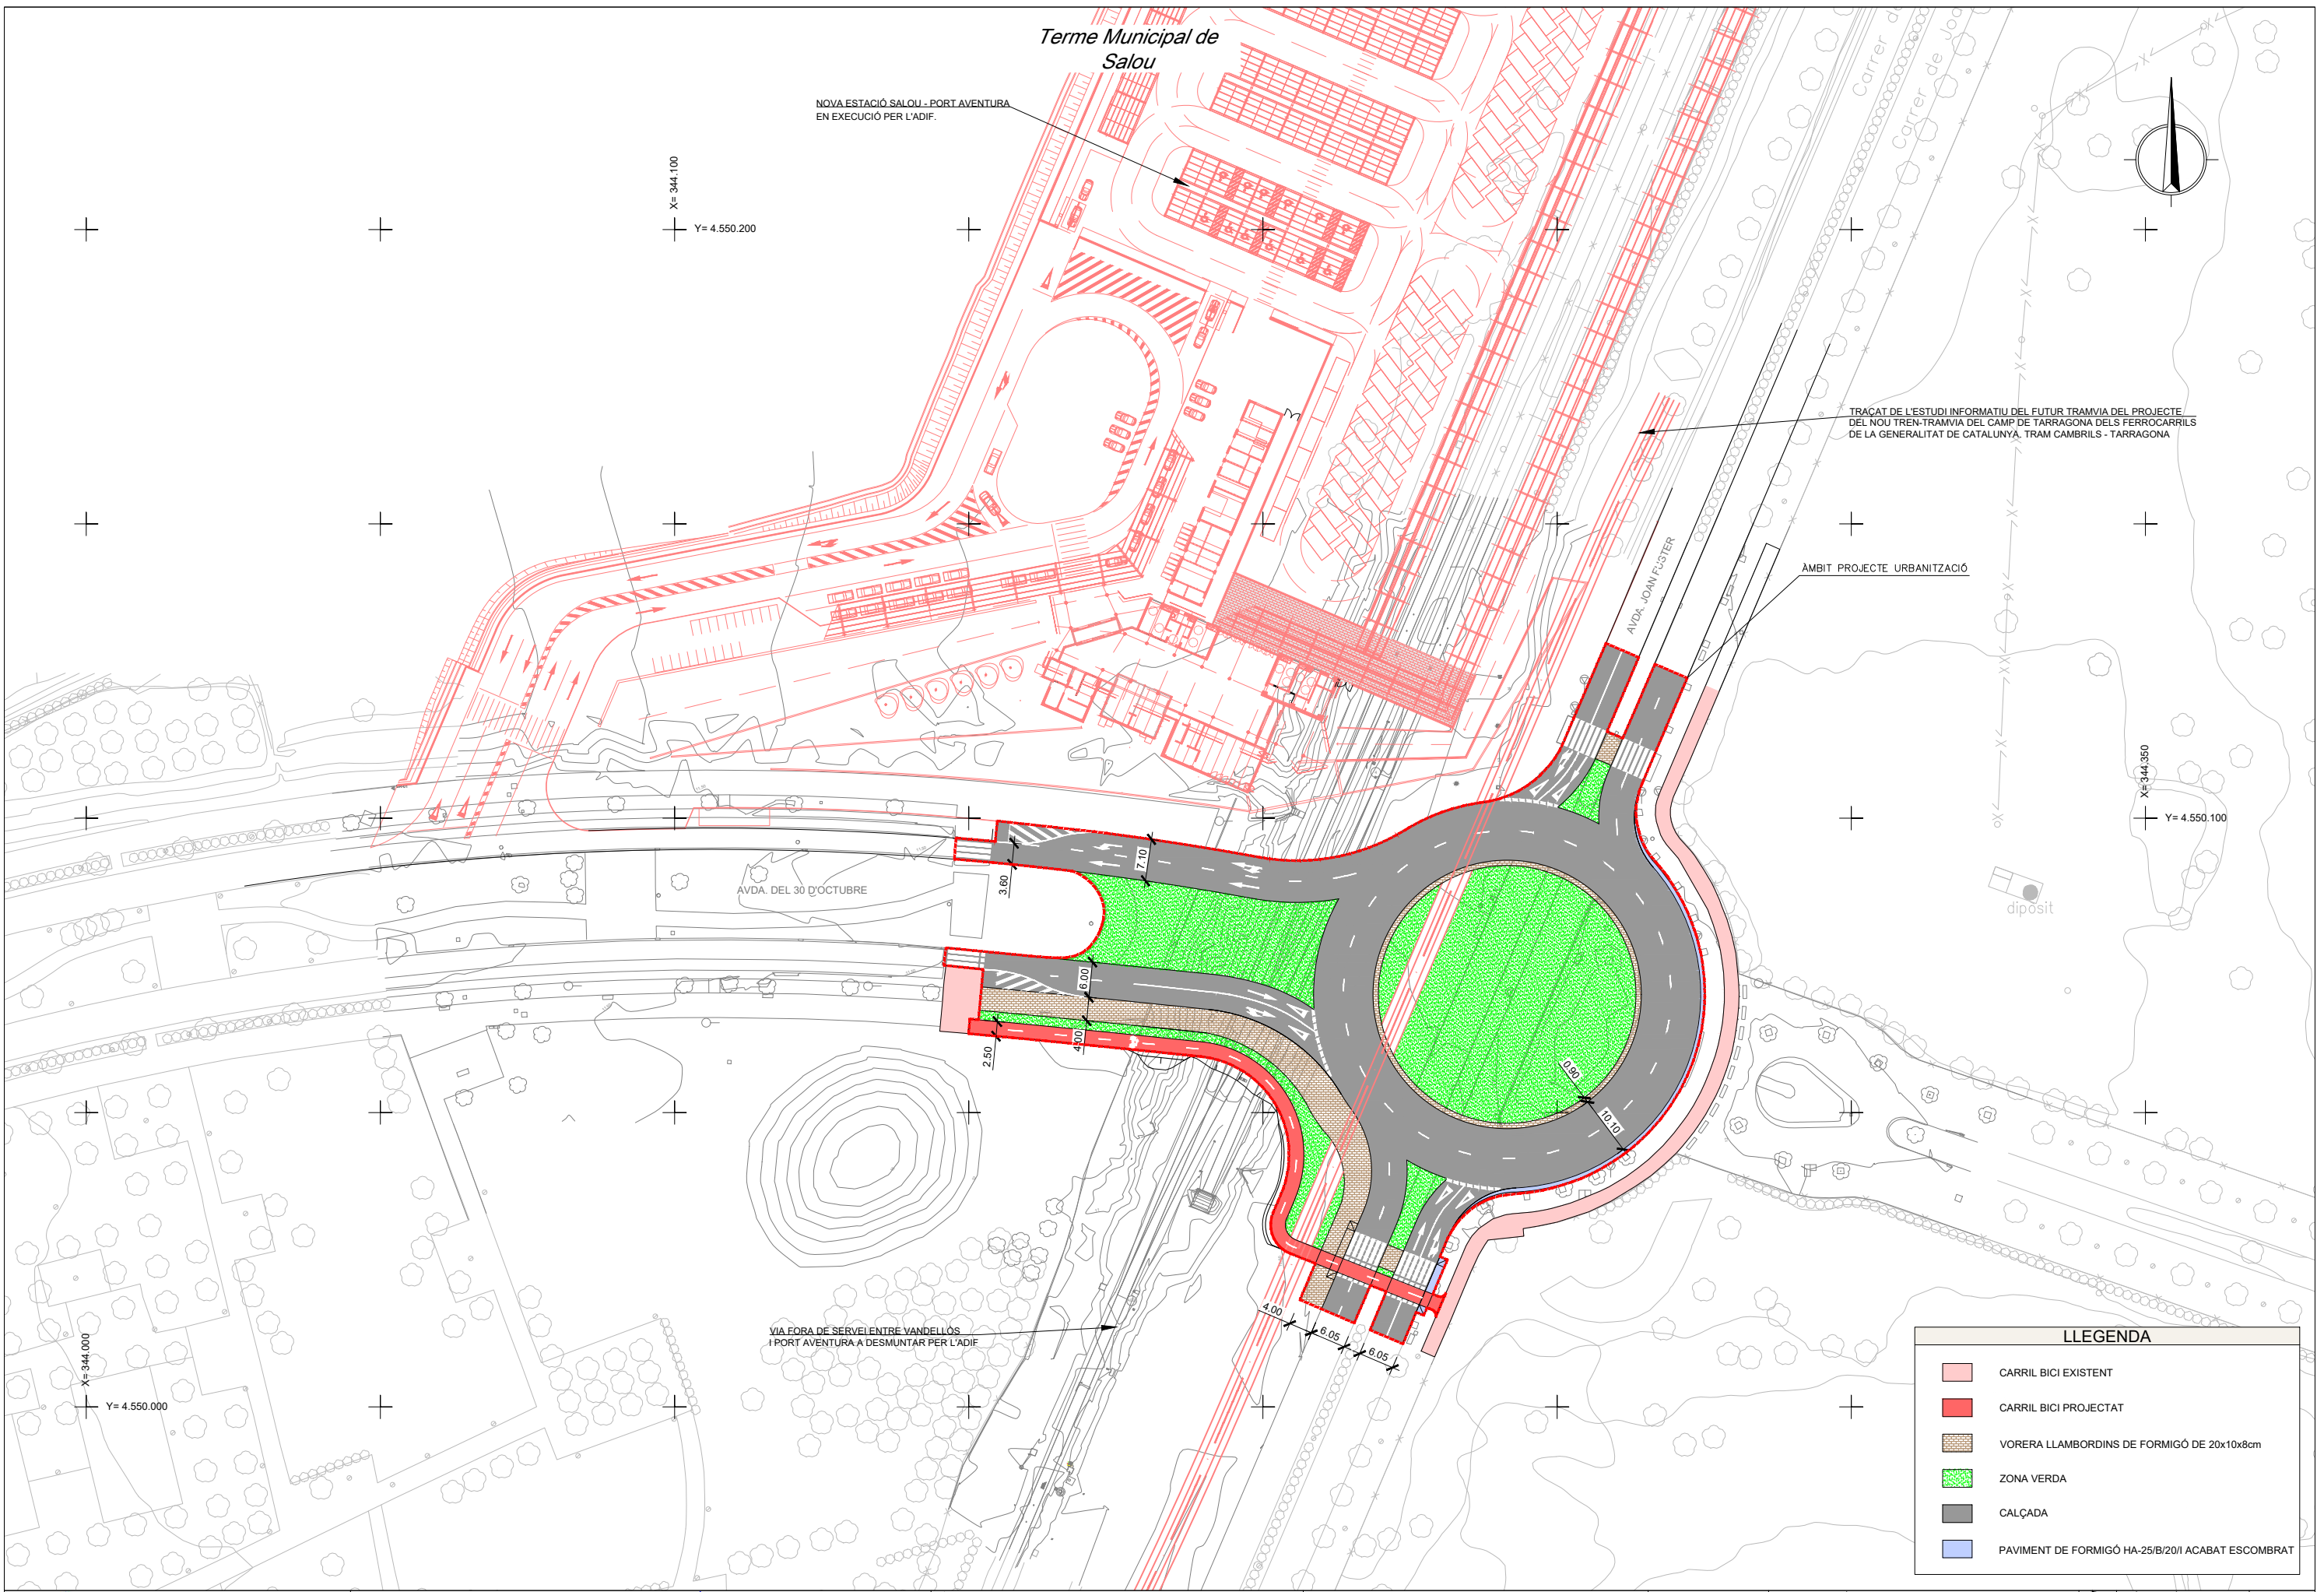 Terme Municipal de
Salou
NOVA ESTACIÓ SALOU - PORT AVENTURA
EN EXECUCIÓ PER L'ADIF.
X= 344.100
Y= 4.550.200
Carrer de
Carrer de Jo
TRAÇAT DE L'ESTUDI INFORMATIU DEL FUTUR TRAMVIA DEL PROJECTE
DEL NOU TREN-TRAMVIA DEL CAMP DE TARRAGONA DELS FERROCARRILS
DE LA GENERALITAT DE CATALUNYA. TRAM CAMBRILS - TARRAGONA
AVDA. JOAN FUSTER
ÀMBIT PROJECTE URBANITZACIÓ
X= 344.350
Y= 4.550.100
AVDA. DEL 30 D'OCTUBRE
3.60
7.10
dipòsit
6.00
4.00
2.50
0.90
10.10
4.00
6.05
6.05
VIA FORA DE SERVEI ENTRE VANDELLÒS
I PORT AVENTURA A DESMUNTAR PER L'ADIF
X= 344.000
Y= 4.550.000
LLEGENDA
CARRIL BICI EXISTENT
CARRIL BICI PROJECTAT
VORERA LLAMBORDINS DE FORMIGÓ DE 20x10x8cm
ZONA VERDA
CALÇADA
PAVIMENT DE FORMIGÓ HA-25/B/20/I ACABAT ESCOMBRAT